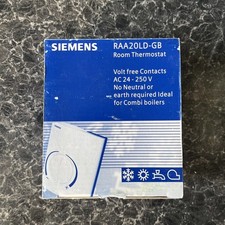 SIEMENS
RAA20LD-GB
Room Thermostat
Volt free Contacts
AC 24 - 250 V
No Neutral or
earth required Ideal
for Combi boilers